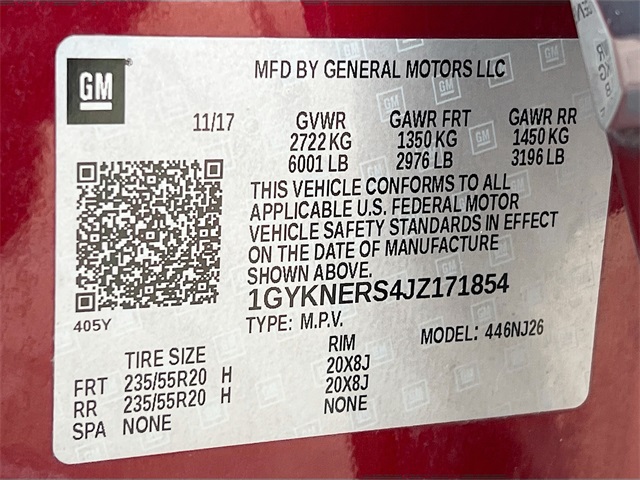 GM
MFD BY GENERAL MOTORS LLC
11/17 GVWR GAWR FRT GAWR RR
2722 KG 1350 KG 1450 KG
6001 LB 2976 LB 3196 LB
THIS VEHICLE CONFORMS TO ALL
APPLICABLE U.S. FEDERAL MOTOR
VEHICLE SAFETY STANDARDS IN EFFECT
ON THE DATE OF MANUFACTURE
SHOWN ABOVE.
1GYKNERS4JZ171854
405Y
TYPE: M.P.V. MODEL: 446NJ26
TIRE SIZE RIM
FRT 235/55R20 H 20X8J
RR 235/55R20 H 20X8J
SPA NONE NONE